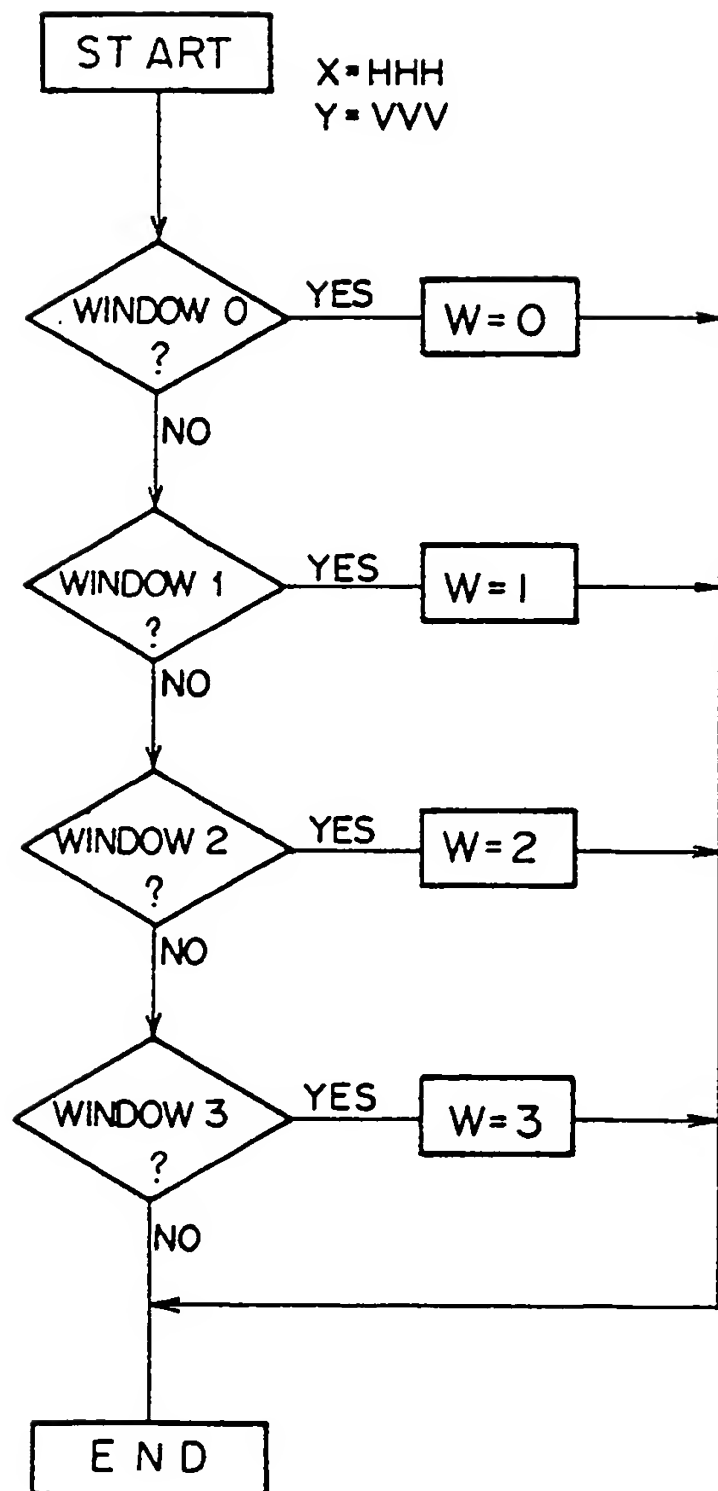 START
X=HHH
Y=VVV
WINDOW 0
?
YES
W=0
NO
WINDOW 1
?
YES
W=1
NO
WINDOW 2
?
YES
W=2
NO
WINDOW 3
?
YES
W=3
NO
END